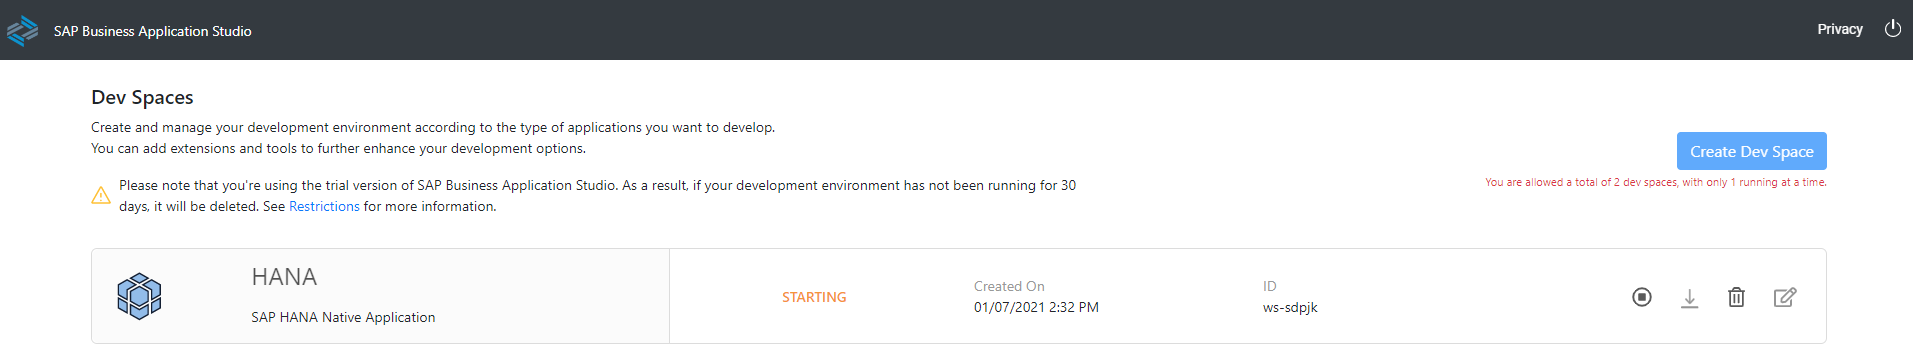 SAP Business Application Studio
Privacy
Dev Spaces
Create and manage your development environment according to the type of applications you want to develop.
You can add extensions and tools to further enhance your development options.
Create Dev Space
You are allowed a total of 2 dev spaces, with only 1 running at a time.
Please note that you're using the trial version of SAP Business Application Studio. As a result, if your development environment has not been running for 30
days, it will be deleted. See Restrictions for more information.
HANA
SAP HANA Native Application
STARTING
Created On
01/07/2021 2:32 PM
ID
ws-sdpjk